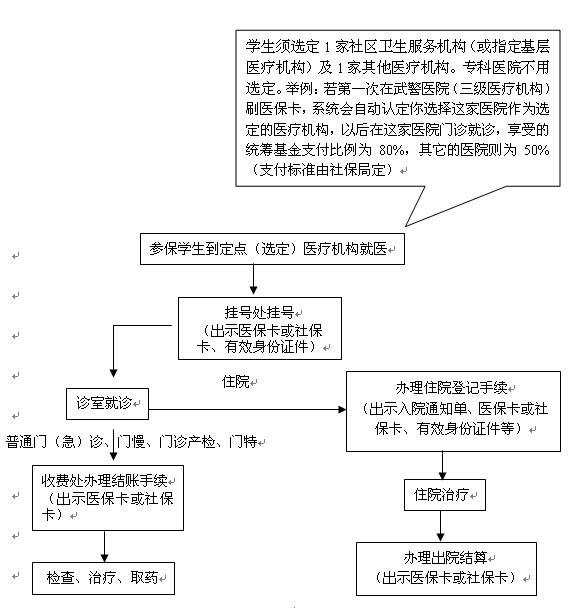 学生须选定 1 家社区卫生服务机构（或指定基层
医疗机构）及 1 家其他医疗机构。专科医院不用
选定。举例：若第一次在武警医院（三级医疗机构）
刷医保卡，系统会自动认定你选择这家医院作为选
定的医疗机构，以后在这家医院门诊就诊，享受的
统筹基金支付比例为 80%，其它的医院则为 50%
（支付标准由社保局定）
参保学生到定点（选定）医疗机构就医
挂号处挂号
（出示医保卡或社保
卡、有效身份证件）
住院
诊室就诊
办理住院登记手续
（出示入院通知单、医保卡或社
保卡、有效身份证件等）
普通门（急）诊、门慢、门诊产检、门特
收费处办理结账手续
（出示医保卡或社保
卡）
住院治疗
检查、治疗、取药
办理出院结算
（出示医保卡或社保卡）